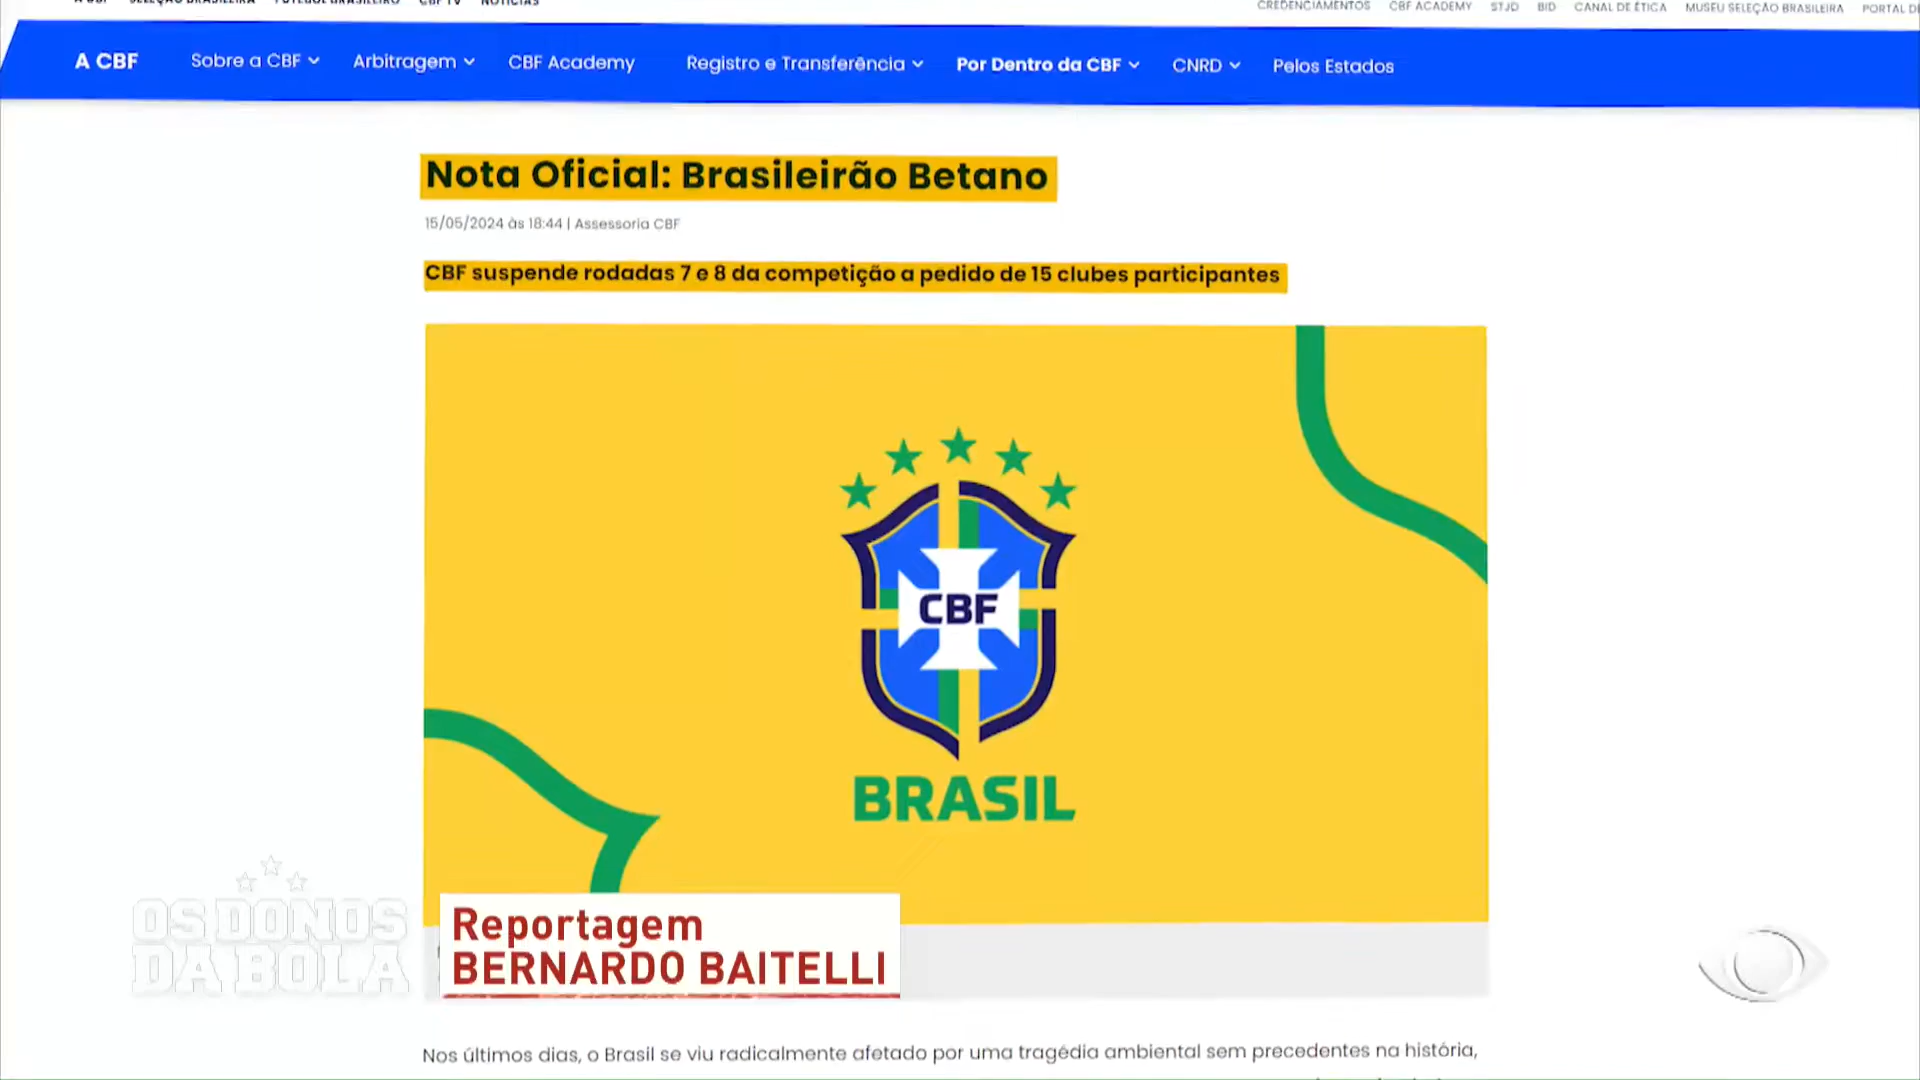 CREDENCIAMENTOS CBF ACADEMY STJD BID CANAL DE ÉTICA MUSEU SELEÇÃO BRASILEIRA PORTAL
A CBF Sobre a CBF Arbitragem CBF Academy Registro e Transferência Por Dentro da CBF CNRD Pelos Estados
Nota Oficial: Brasileirão Betano
15/05/2024 às 18:44 | Assessoria CBF
CBF suspende rodadas 7 e 8 da competição a pedido de 15 clubes participantes
CBF
BRASIL
OS DONOS
DA BOLA
Reportagem
BERNARDO BAITELLI
Nos últimos dias, o Brasil se viu radicalmente afetado por uma tragédia ambiental sem precedentes na história,